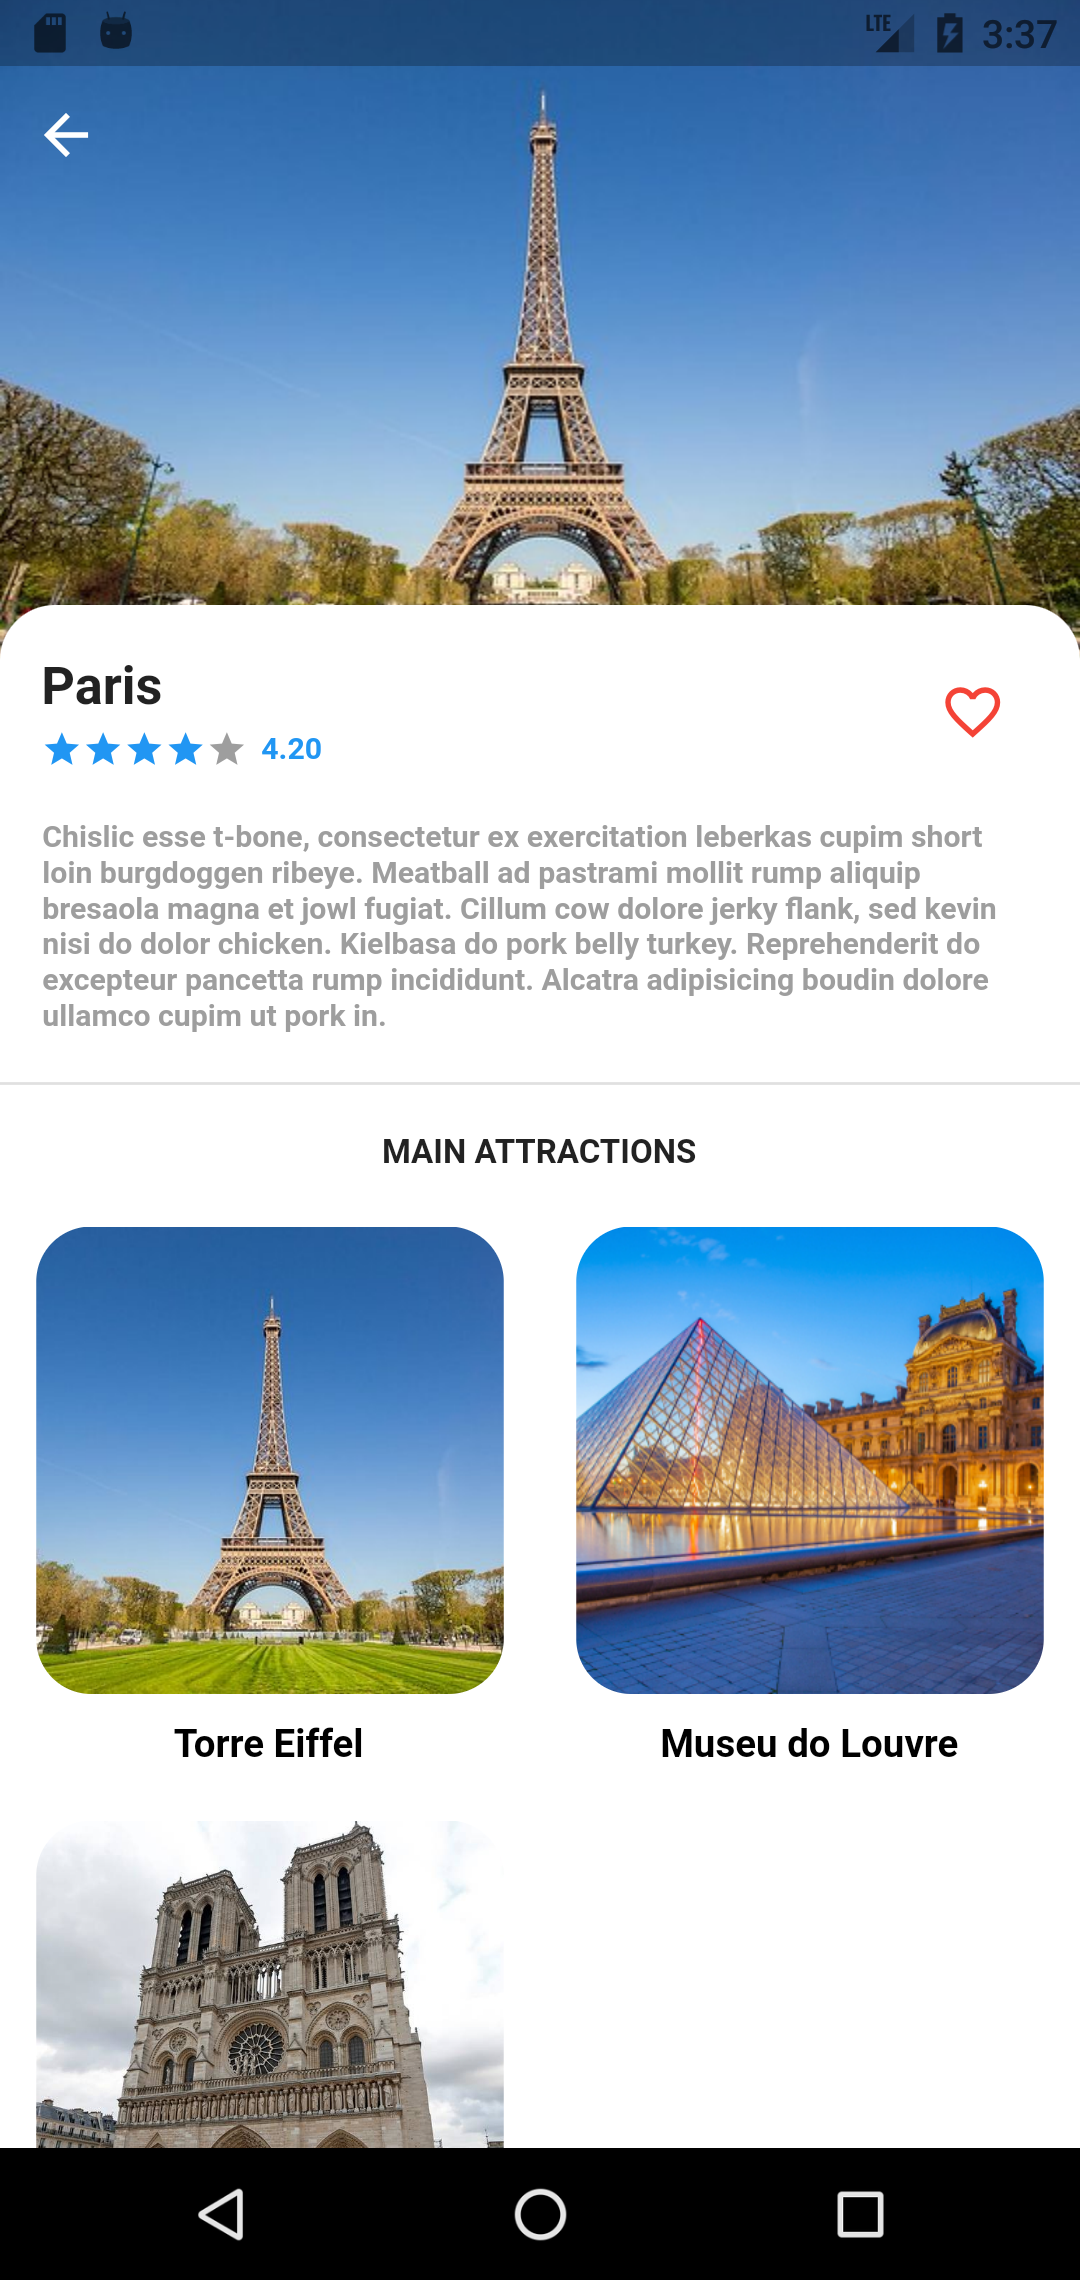 LTE 3:37
Paris
4.20
Chislic esse t-bone, consectetur ex exercitation leberkas cupim short
loin burgdoggen ribeye. Meatball ad pastrami mollit rump aliquip
bresaola magna et jowl fugiat. Cillum cow dolore jerky flank, sed kevin
nisi do dolor chicken. Kielbasa do pork belly turkey. Reprehenderit do
excepteur pancetta rump incididunt. Alcatra adipisicing boudin dolore
ullamco cupim ut pork in.
MAIN ATTRACTIONS
Torre Eiffel
Museu do Louvre